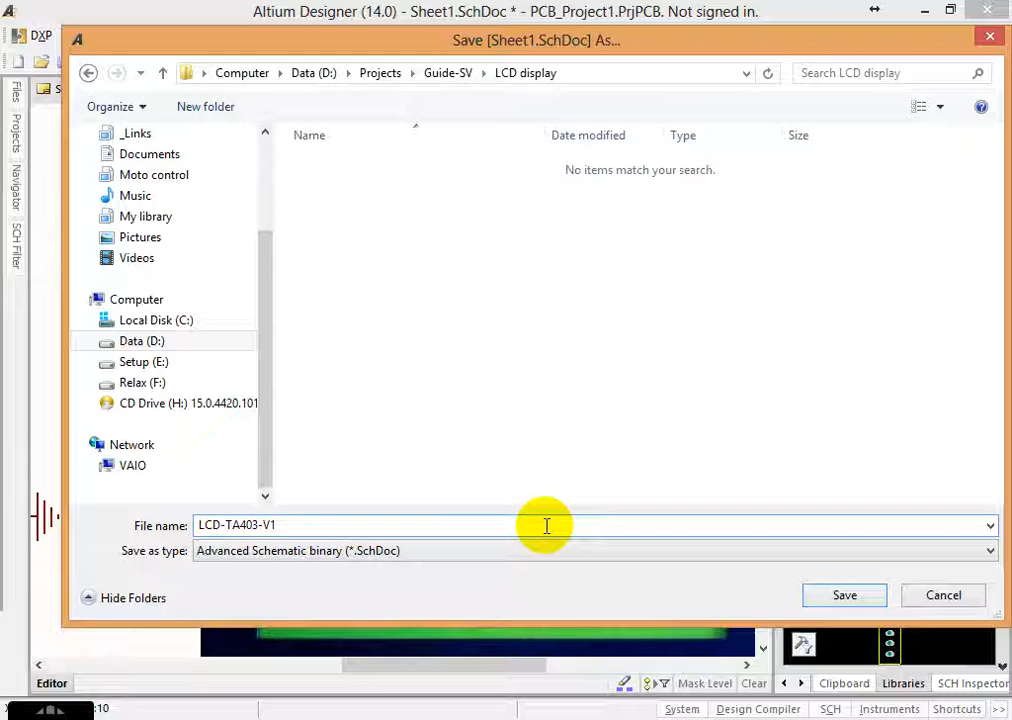 Altium Designer (14.0) - Sheet1.SchDoc * - PCB_Project1.PrjPCB. Not signed in.
DXP
Save [Sheet1.SchDoc] As...
Computer Data (D:) Projects Guide-SV LCD display
Search LCD display
Organize
New folder
Files
Projects
Navigator
SCH Filter
Name
Date modified
Type
Size
No items match your search.
_Links
Documents
Moto control
Music
My library
Pictures
Videos
Computer
Local Disk (C:)
Data (D:)
Setup (E:)
Relax (F:)
CD Drive (H:) 15.0.4420.101
Network
VAIO
File name: LCD-TA403-V1
Save as type: Advanced Schematic binary (*.SchDoc)
Hide Folders
Save
Cancel
Editor
Mask Level
Clear
Clipboard
Libraries
SCH Inspector
:10
System
Design Compiler
SCH
Instruments
Shortcuts
>>